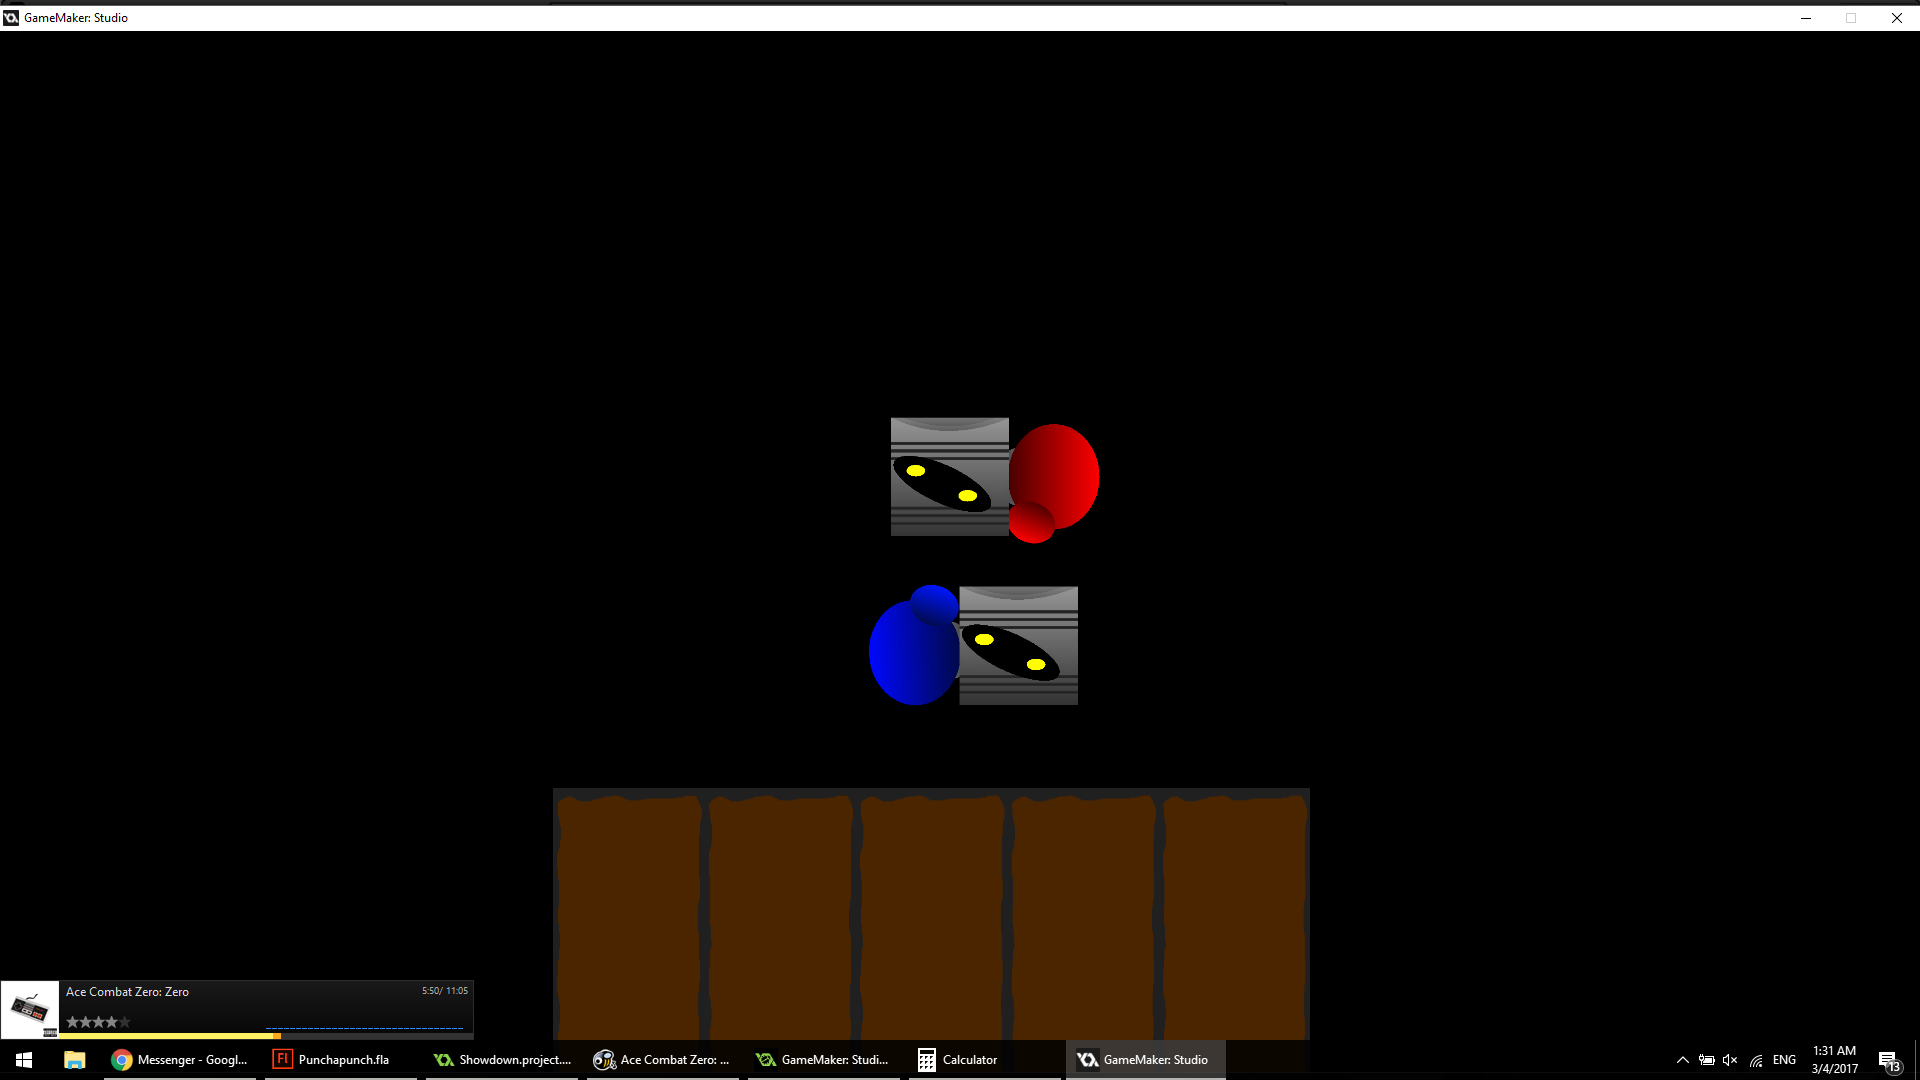 GameMaker: Studio
Ace Combat Zero: Zero
5:50/ 11:05
Messenger - Googl...
Fl
Punchapunch.fla
Showdown.project....
Ace Combat Zero: ...
GameMaker: Studi...
Calculator
GameMaker: Studio
ENG
1:31 AM
3/4/2017
13